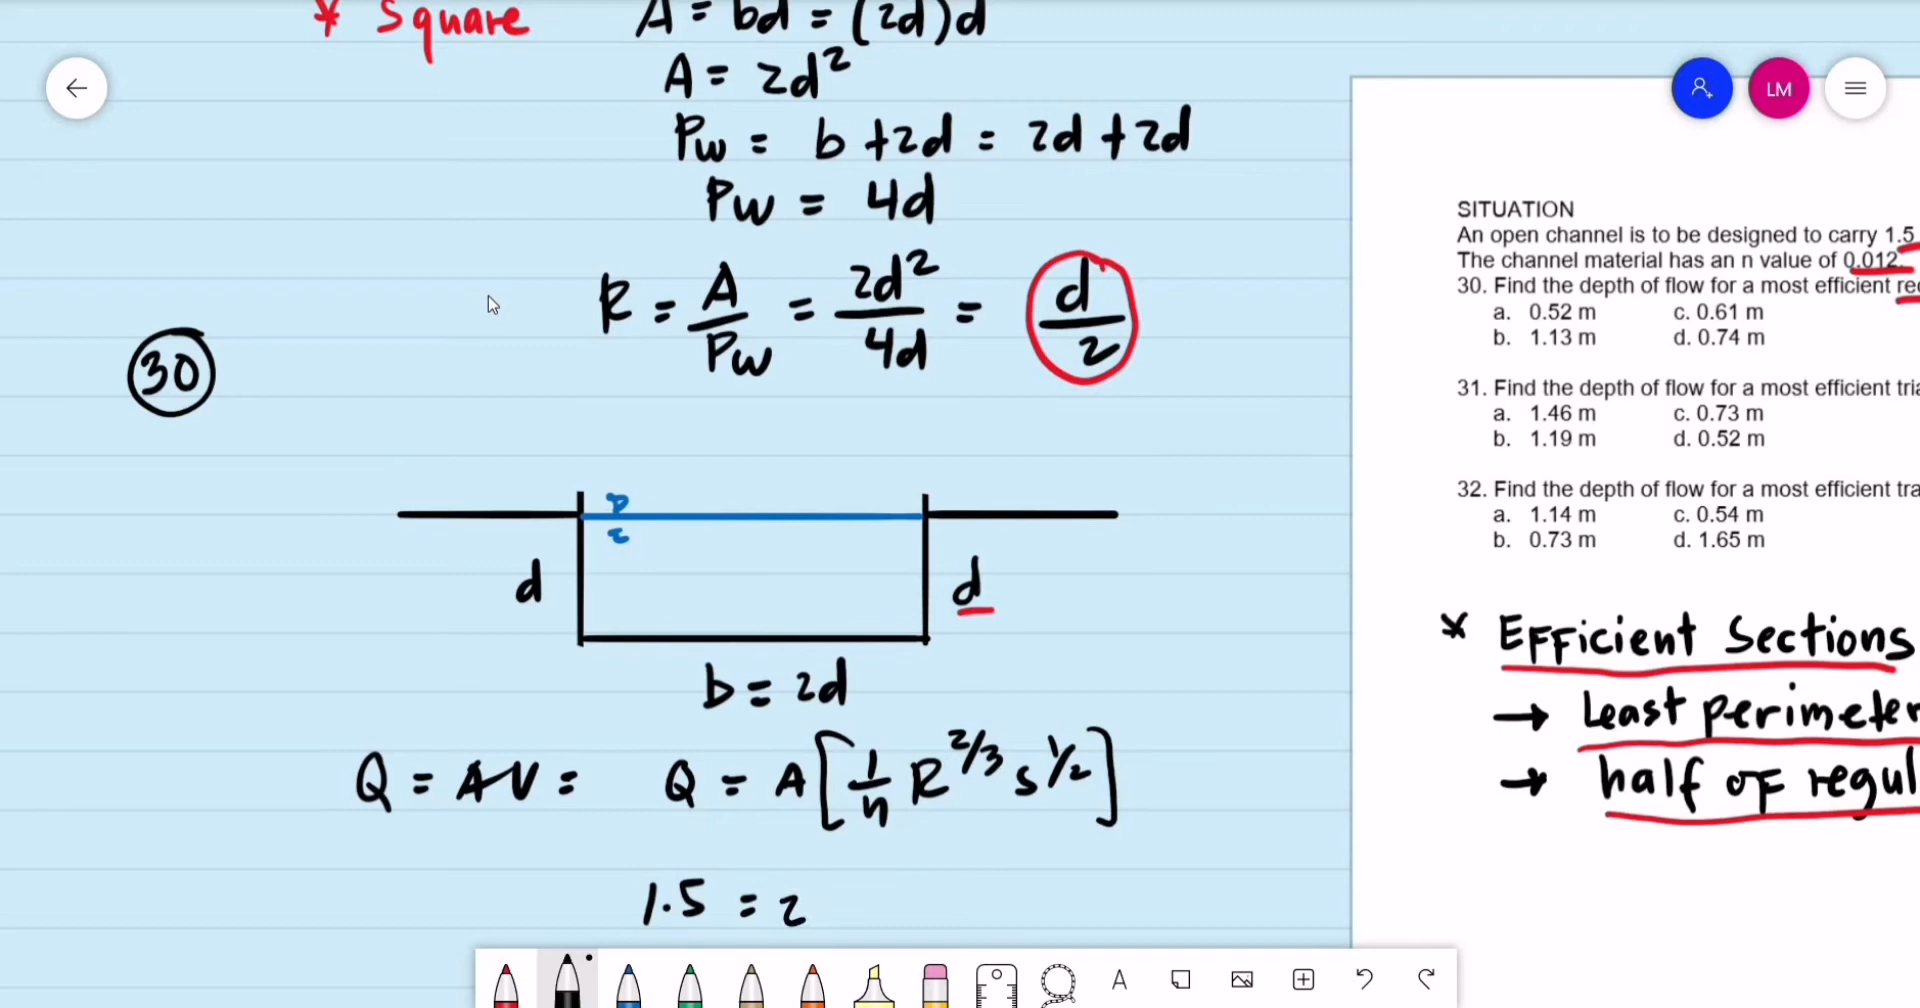 * Square
A = bd = (2d)d
A = 2d²
Pw = b + 2d = 2d + 2d
Pw = 4d
R = A/Pw = 2d²/4d = d/2
30
d
d
b = 2d
Q = AV = Q = A[1/n R^2/3 s^1/2]
1.5 = 2
LM
SITUATION
An open channel is to be designed to carry 1.5
The channel material has an n value of 0.012.
30. Find the depth of flow for a most efficient rec
a. 0.52 m c. 0.61 m
b. 1.13 m d. 0.74 m
31. Find the depth of flow for a most efficient tria
a. 1.46 m c. 0.73 m
b. 1.19 m d. 0.52 m
32. Find the depth of flow for a most efficient tra
a. 1.14 m c. 0.54 m
b. 0.73 m d. 1.65 m
* Efficient Sections
→ Least perimeter
→ half of regul
A